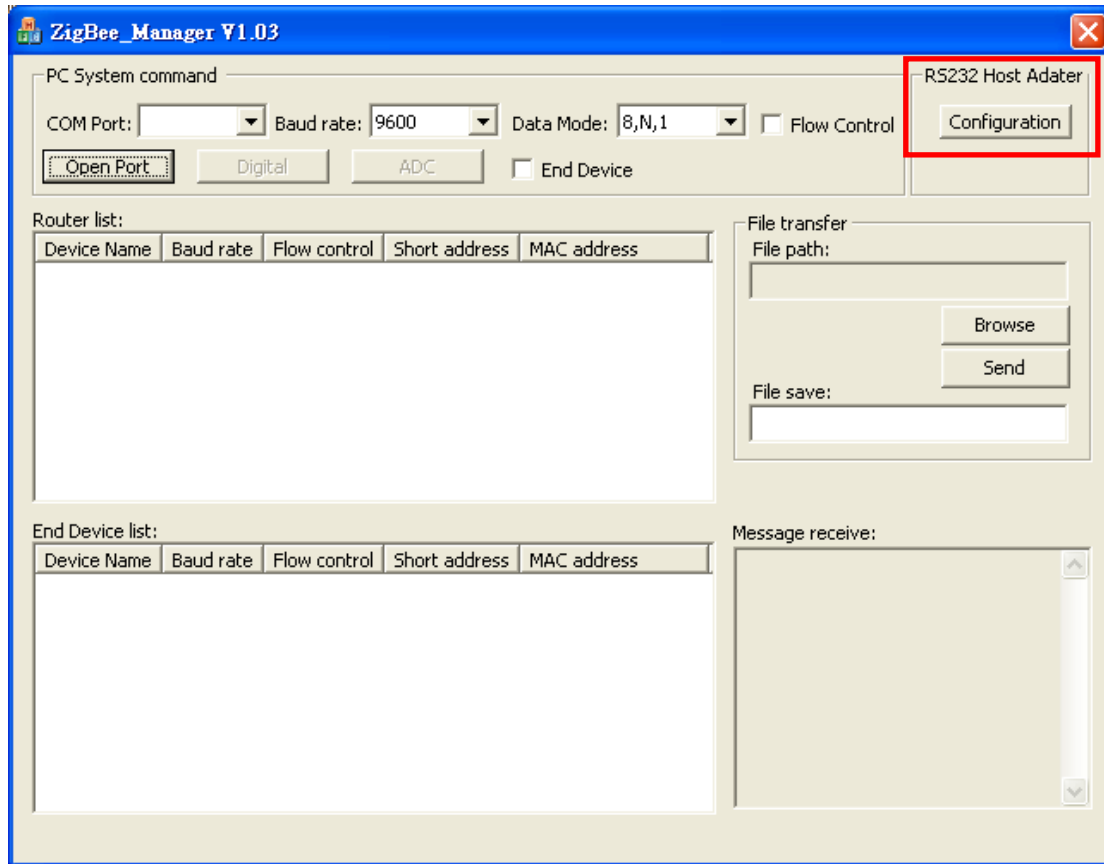 ZigBee_Manager V1.03
PC System command
RS232 Host Adater
COM Port: Baud rate: 9600 Data Mode: 8,N,1 Flow Control
Configuration
Open Port Digital ADC End Device
Router list:
Device Name Baud rate Flow control Short address MAC address
File transfer
File path:
Browse
Send
File save:
End Device list:
Device Name Baud rate Flow control Short address MAC address
Message receive: